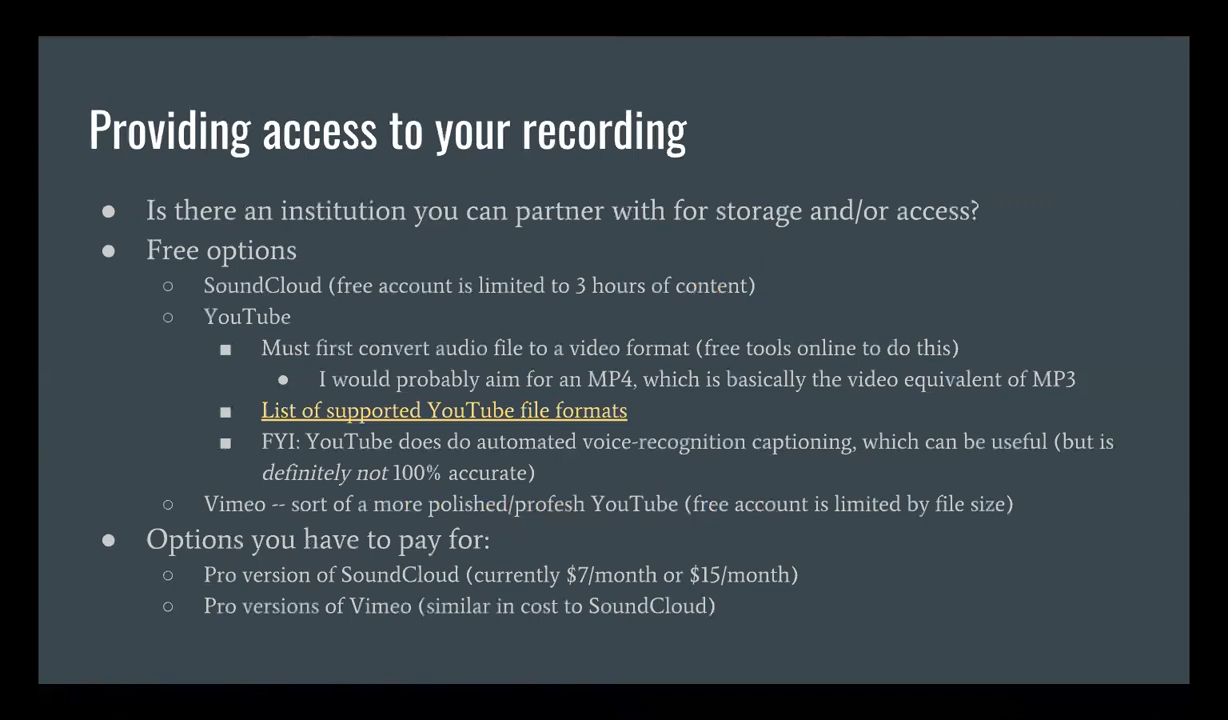 Providing access to your recording
● Is there an institution you can partner with for storage and/or access?
● Free options
○ SoundCloud (free account is limited to 3 hours of content)
○ YouTube
■ Must first convert audio file to a video format (free tools online to do this)
● I would probably aim for an MP4, which is basically the video equivalent of MP3
■ List of supported YouTube file formats
■ FYI: YouTube does do automated voice-recognition captioning, which can be useful (but is
definitely not 100% accurate)
○ Vimeo -- sort of a more polished/profesh YouTube (free account is limited by file size)
● Options you have to pay for:
○ Pro version of SoundCloud (currently $7/month or $15/month)
○ Pro versions of Vimeo (similar in cost to SoundCloud)